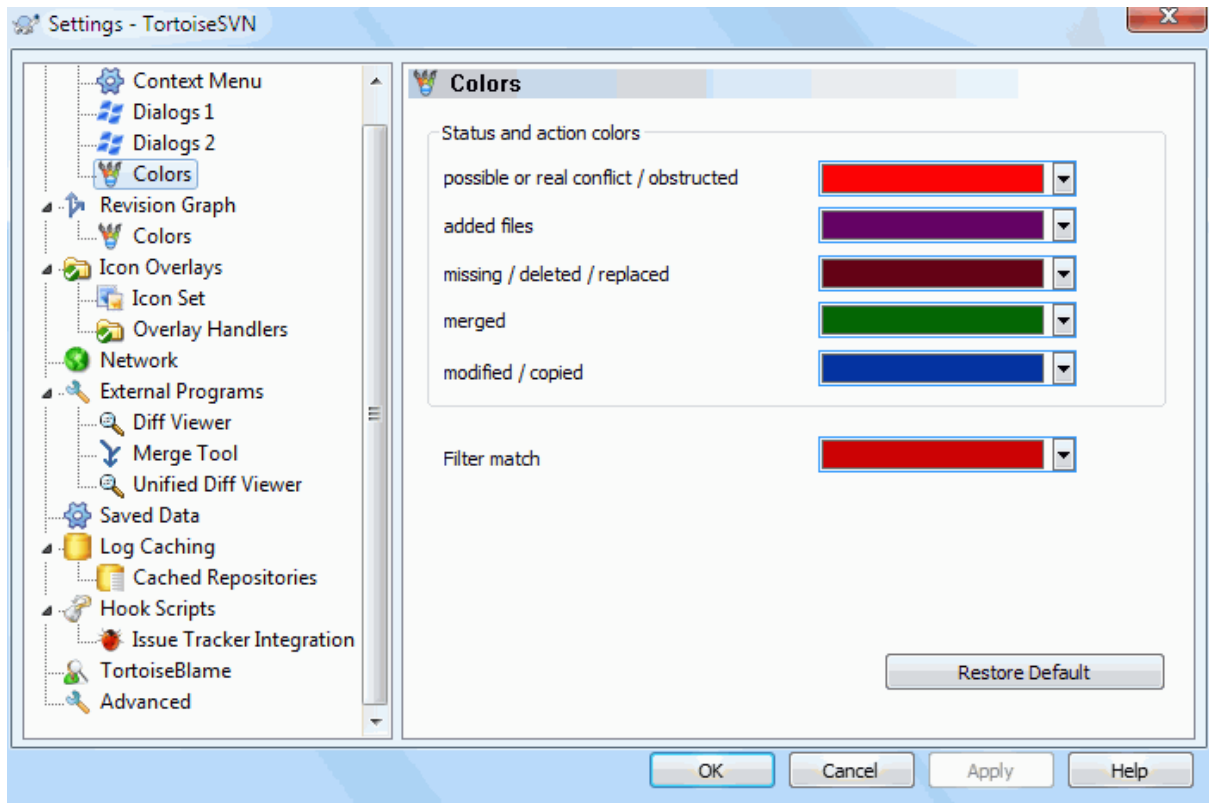 Settings - TortoiseSVN
Context Menu
Dialogs 1
Dialogs 2
Colors
Revision Graph
Colors
Icon Overlays
Icon Set
Overlay Handlers
Network
External Programs
Diff Viewer
Merge Tool
Unified Diff Viewer
Saved Data
Log Caching
Cached Repositories
Hook Scripts
Issue Tracker Integration
TortoiseBlame
Advanced
Colors
Status and action colors
possible or real conflict / obstructed
added files
missing / deleted / replaced
merged
modified / copied
Filter match
Restore Default
OK
Cancel
Apply
Help